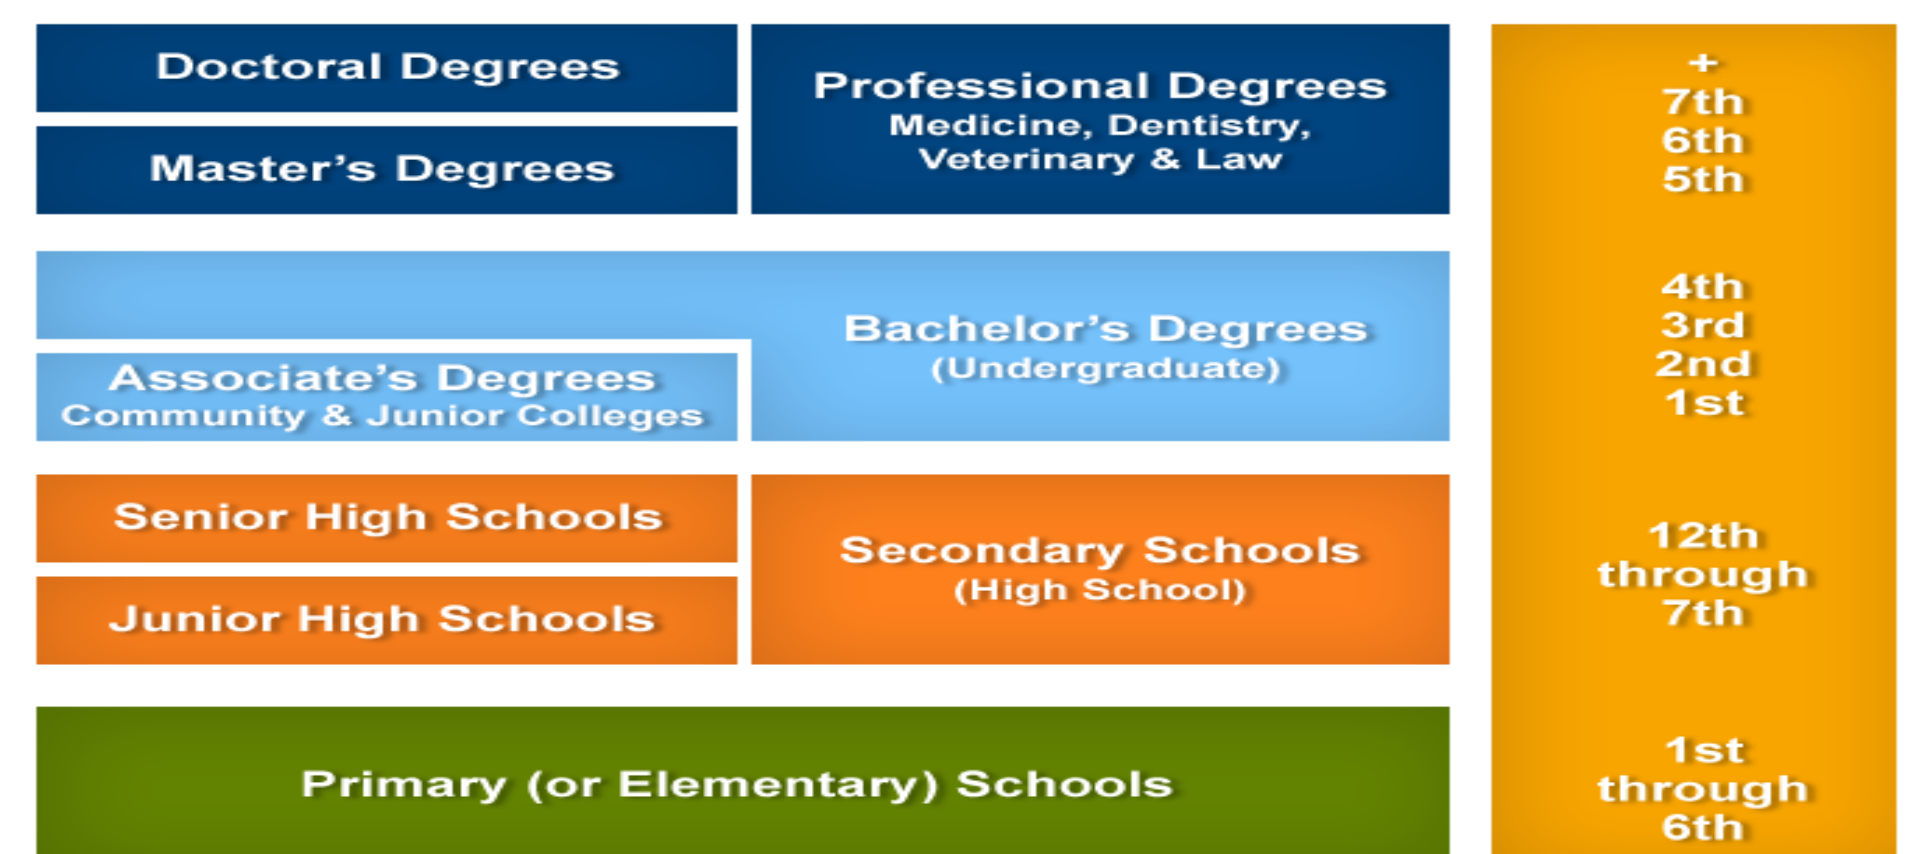 Doctoral Degrees
Master’s Degrees
Professional Degrees
Medicine, Dentistry,
Veterinary & Law
+
7th
6th
5th
Bachelor’s Degrees
(Undergraduate)
Associate’s Degrees
Community & Junior Colleges
4th
3rd
2nd
1st
Senior High Schools
Junior High Schools
Secondary Schools
(High School)
12th
through
7th
Primary (or Elementary) Schools
1st
through
6th